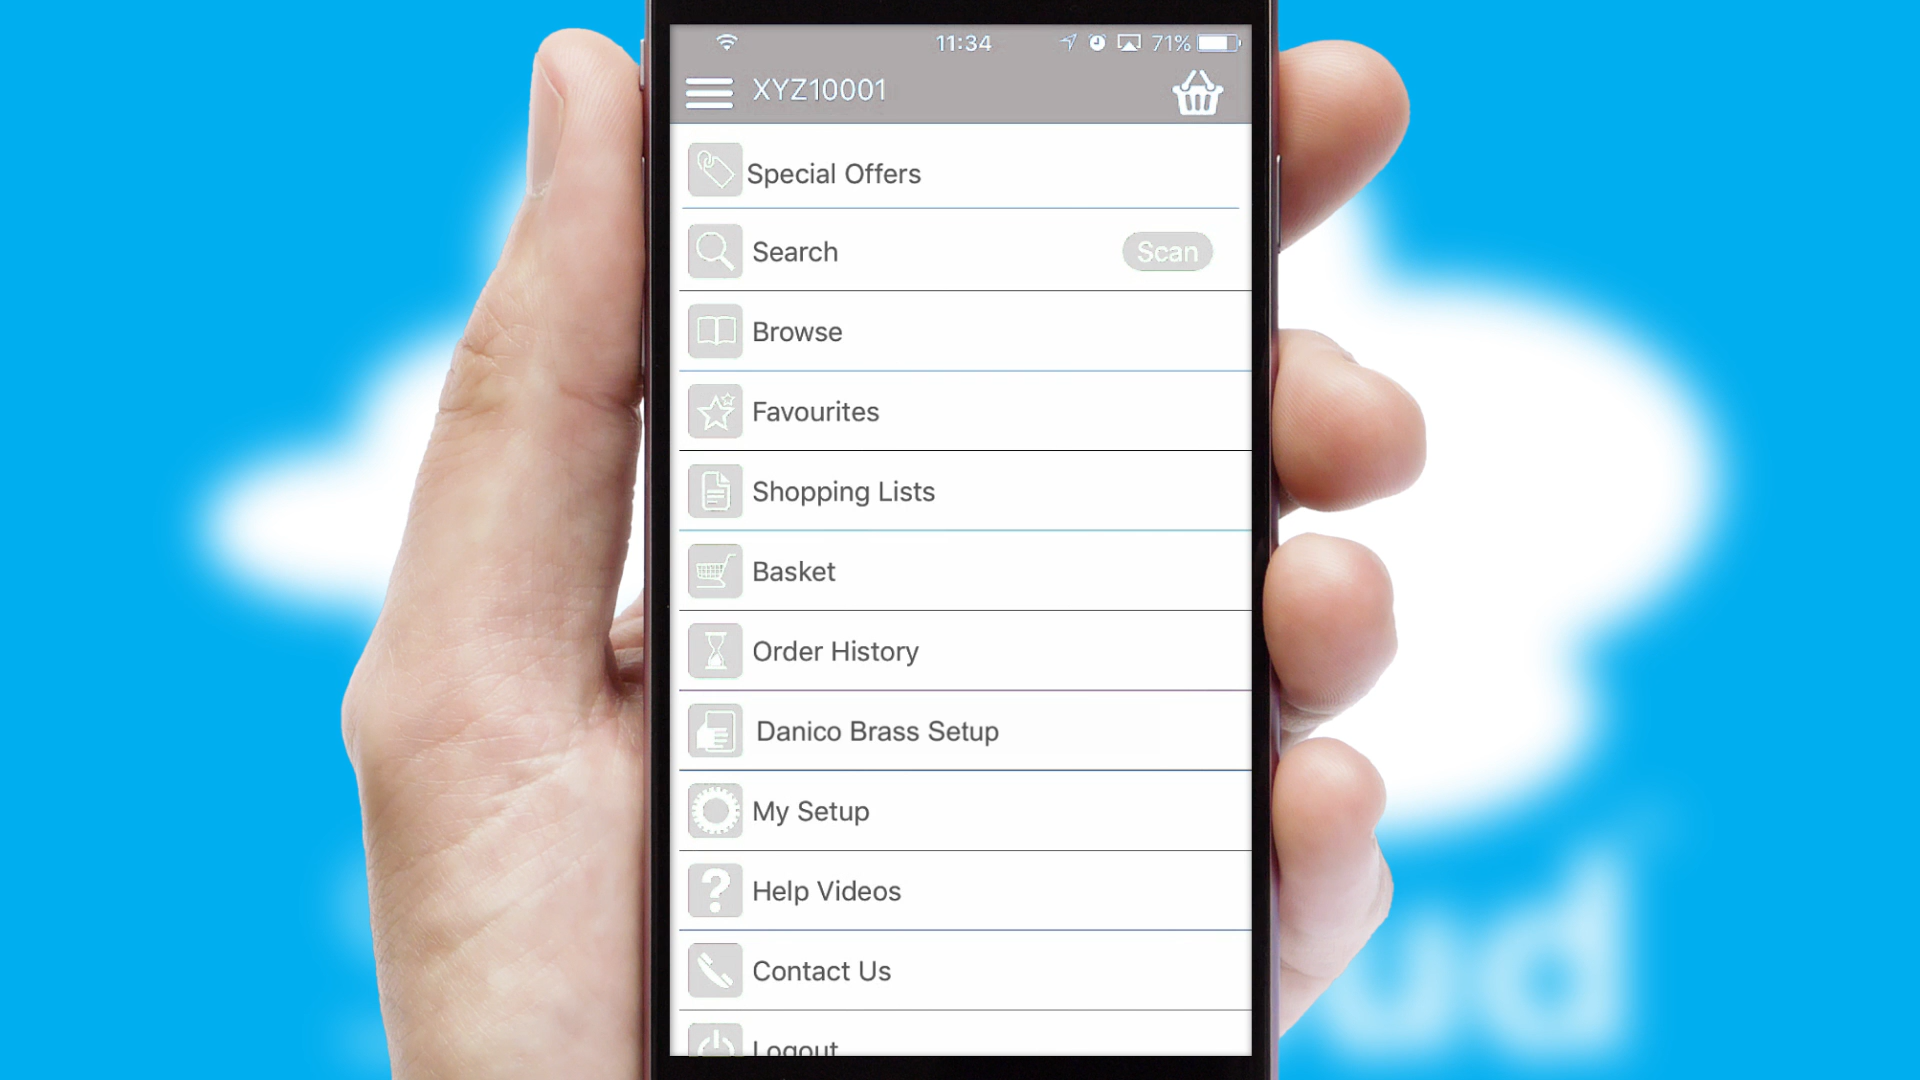 11:34
71%
XYZ10001
Special Offers
Search
Scan
Browse
Favourites
Shopping Lists
Basket
Order History
Danico Brass Setup
My Setup
Help Videos
Contact Us
Logout
ud